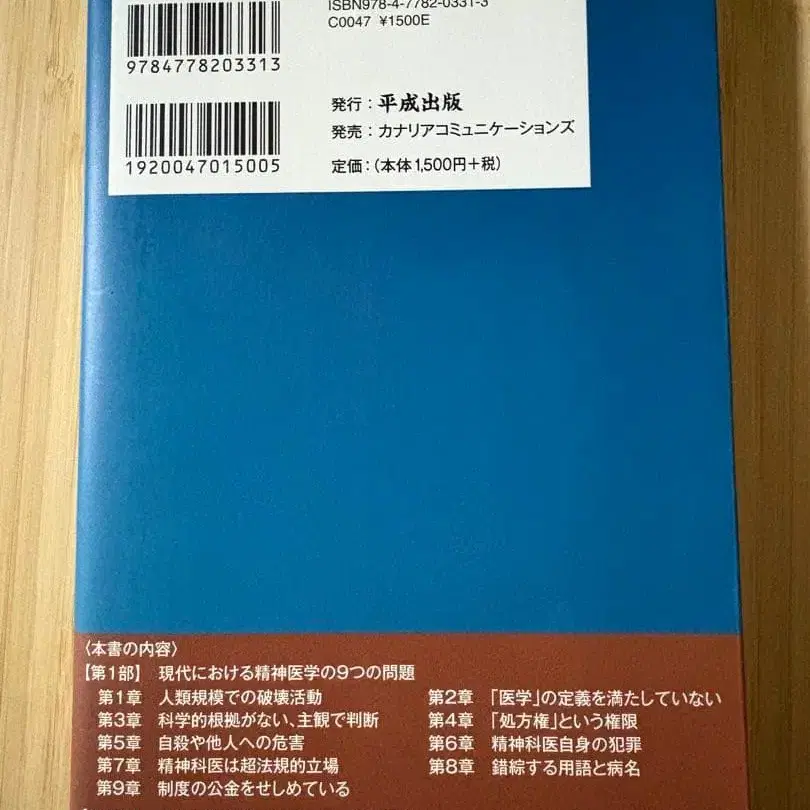 ISBN978-4-7782-0331-3
C0047 ¥1500E
9784778203313
発行：平成出版
1920047015005
発売：カナリアコミュニケーションズ
定価：（本体1,500円＋税）
〈本書の内容〉
【第1部】 現代における精神医学の9つの問題
第1章 人類規模での破壊活動
第2章 「医学」の定義を満たしていない
第3章 科学的根拠がない、主観で判断
第4章 「処方権」という権限
第5章 自殺や他人への危害
第6章 精神科医自身の犯罪
第7章 精神科医は超法規的立場
第8章 錯綜する用語と病名
第9章 制度の公金をせしめている